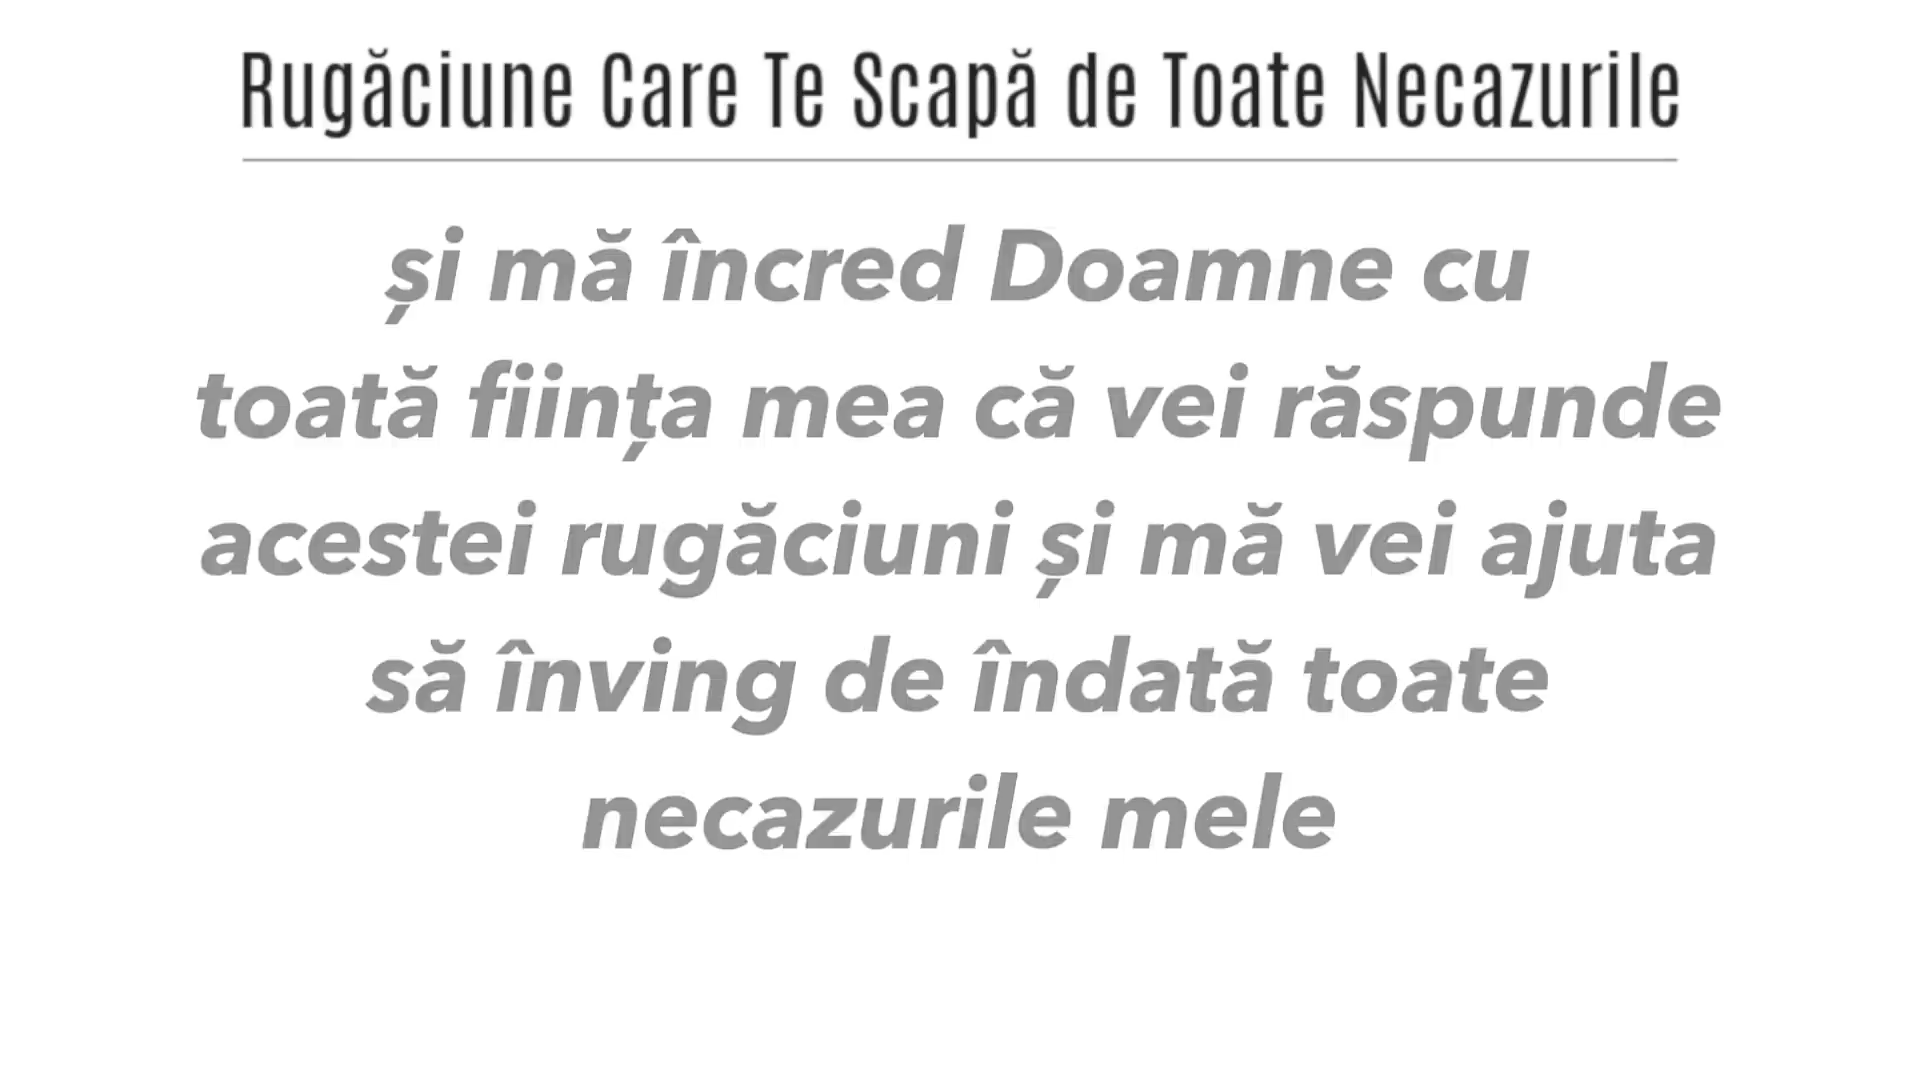 Rugăciune Care Te Scapă de Toate Necazurile
și mă încred Doamne cu
toată ființa mea că vei răspunde
acestei rugăciuni și mă vei ajuta
să înving de îndată toate
necazurile mele